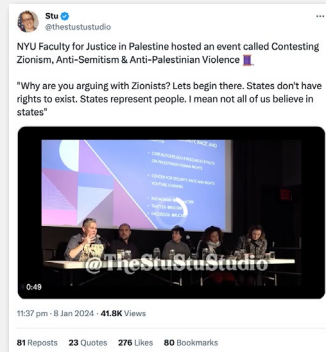 Stu
@thestustustudio
NYU Faculty for Justice in Palestine hosted an event called Contesting
Zionism, Anti-Semitism & Anti-Palestinian Violence
"Why are you arguing with Zionists? Lets begin there. States don't have
rights to exist. States represent people. I mean not all of us believe in
states"
@TheStuStuStudio
0:49
11:37 pm · 8 Jan 2024 · 41.8K Views
81 Reposts 23 Quotes 276 Likes 80 Bookmarks